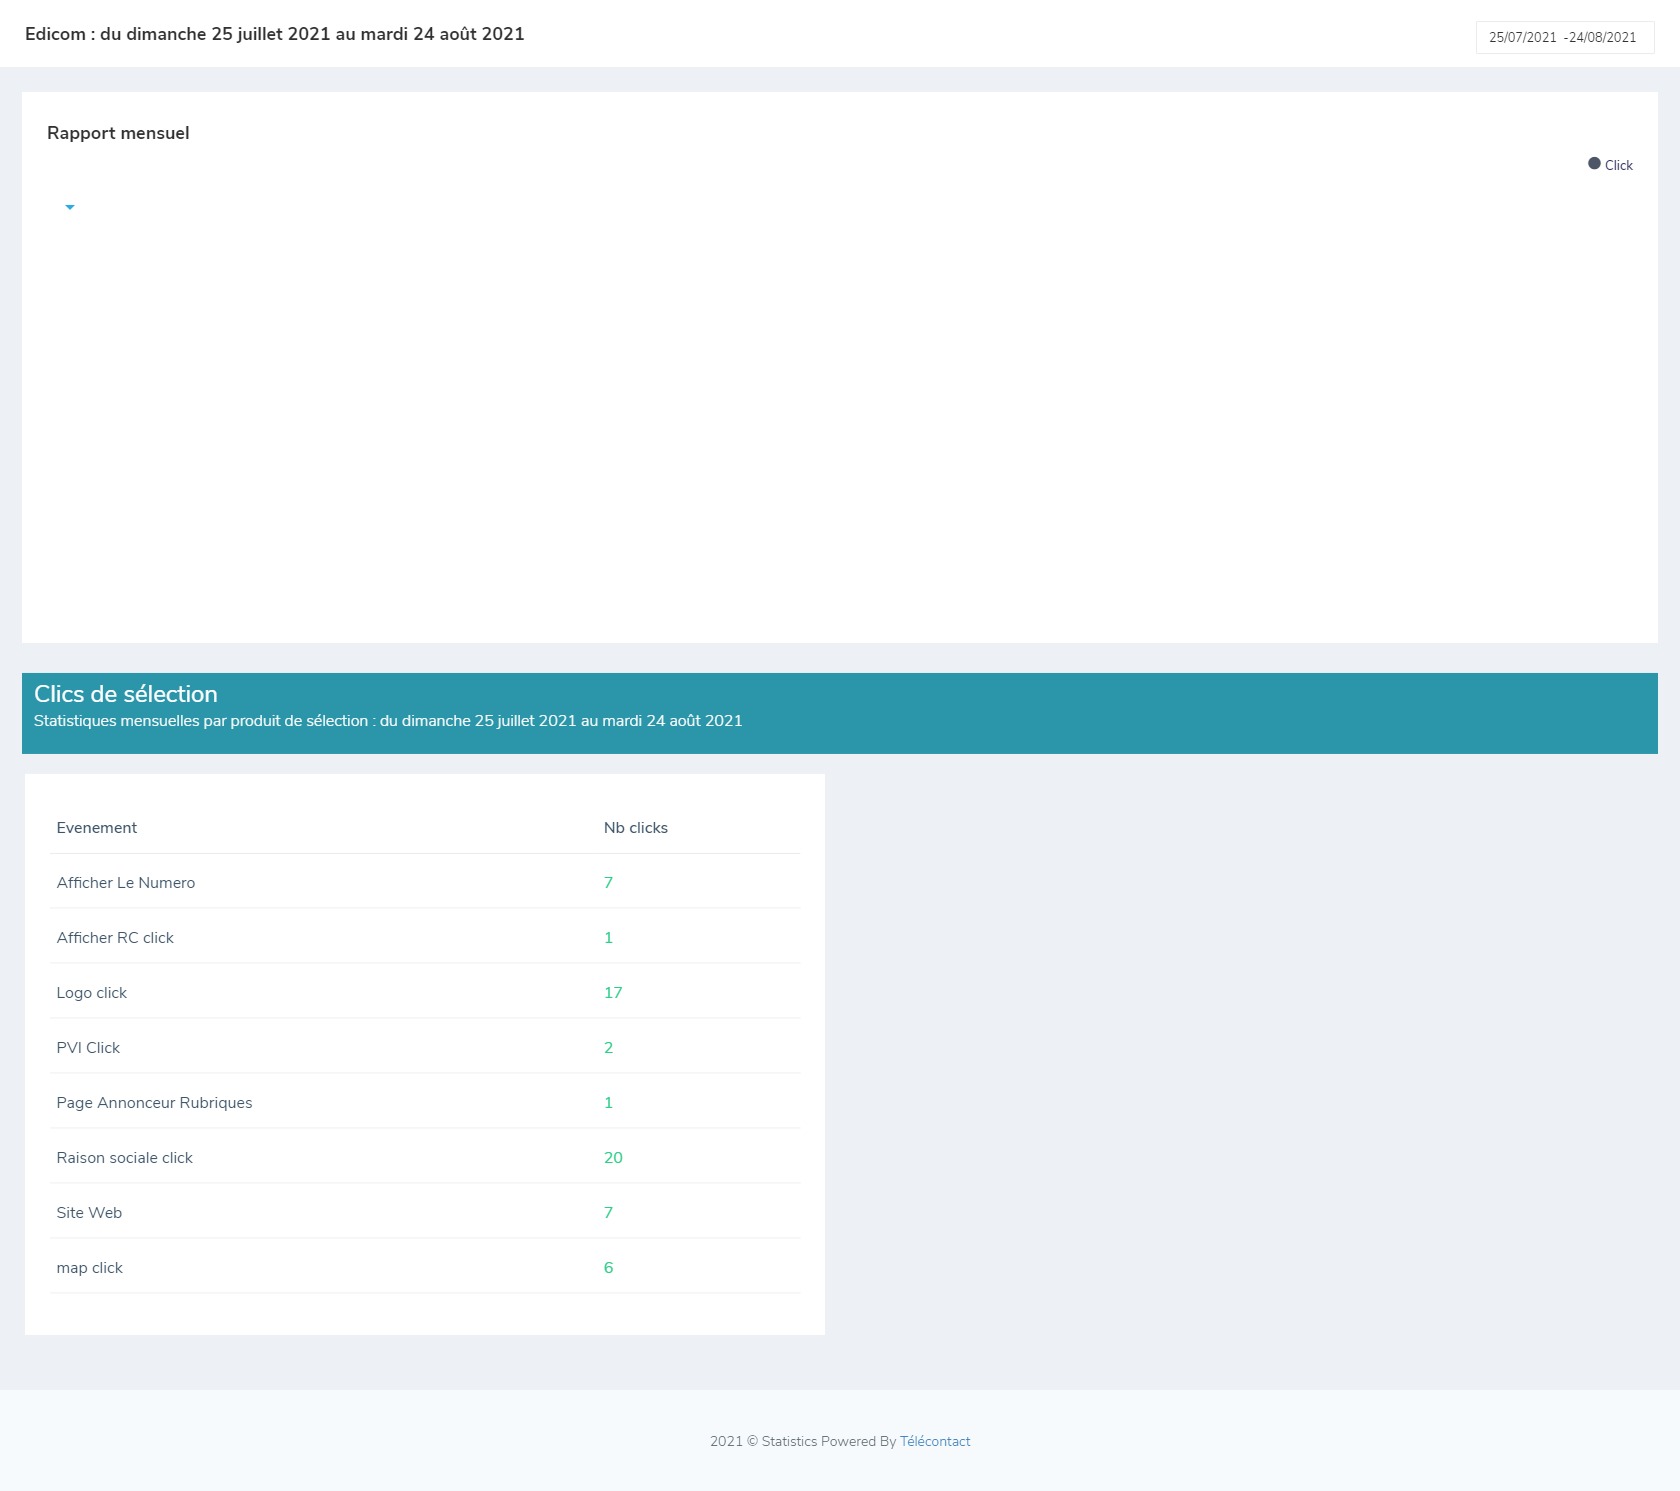 Edicom : du dimanche 25 juillet 2021 au mardi 24 août 2021
25/07/2021 -24/08/2021
Rapport mensuel
Click
Clics de sélection
Statistiques mensuelles par produit de sélection : du dimanche 25 juillet 2021 au mardi 24 août 2021
Evenement Nb clicks
Afficher Le Numero 7
Afficher RC click 1
Logo click 17
PVI Click 2
Page Annonceur Rubriques 1
Raison sociale click 20
Site Web 7
map click 6
2021 © Statistics Powered By Télécontact